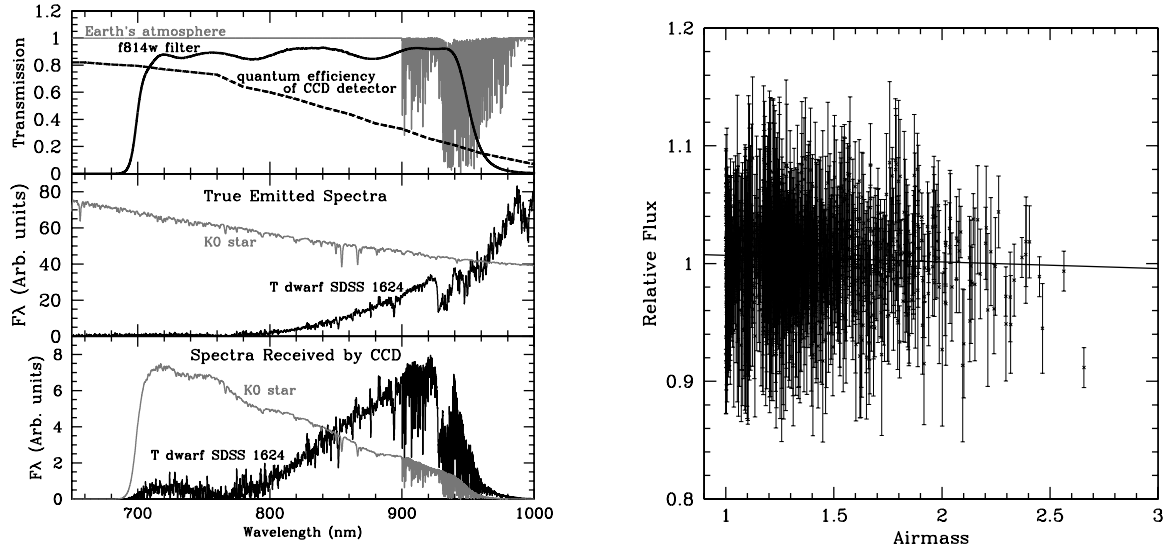 1.2
1
0.8
0.6
0.4
0.2
0
Transmission
Earth's atmosphere
f814w filter
quantum efficiency
of CCD detector
80
60
40
20
0
Fλ (Arb. units)
True Emitted Spectra
K0 star
T dwarf SDSS 1624
8
6
4
2
0
Fλ (Arb. units)
Spectra Received by CCD
K0 star
T dwarf SDSS 1624
700 800 900 1000
Wavelength (nm)
1.2
1.1
1
0.9
0.8
Relative Flux
1 1.5 2 2.5 3
Airmass